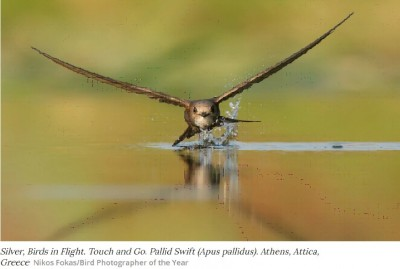 Silver, Birds in Flight. Touch and Go. Pallid Swift (Apus pallidus). Athens, Attica,
Greece Nikos Fokas/Bird Photographer of the Year